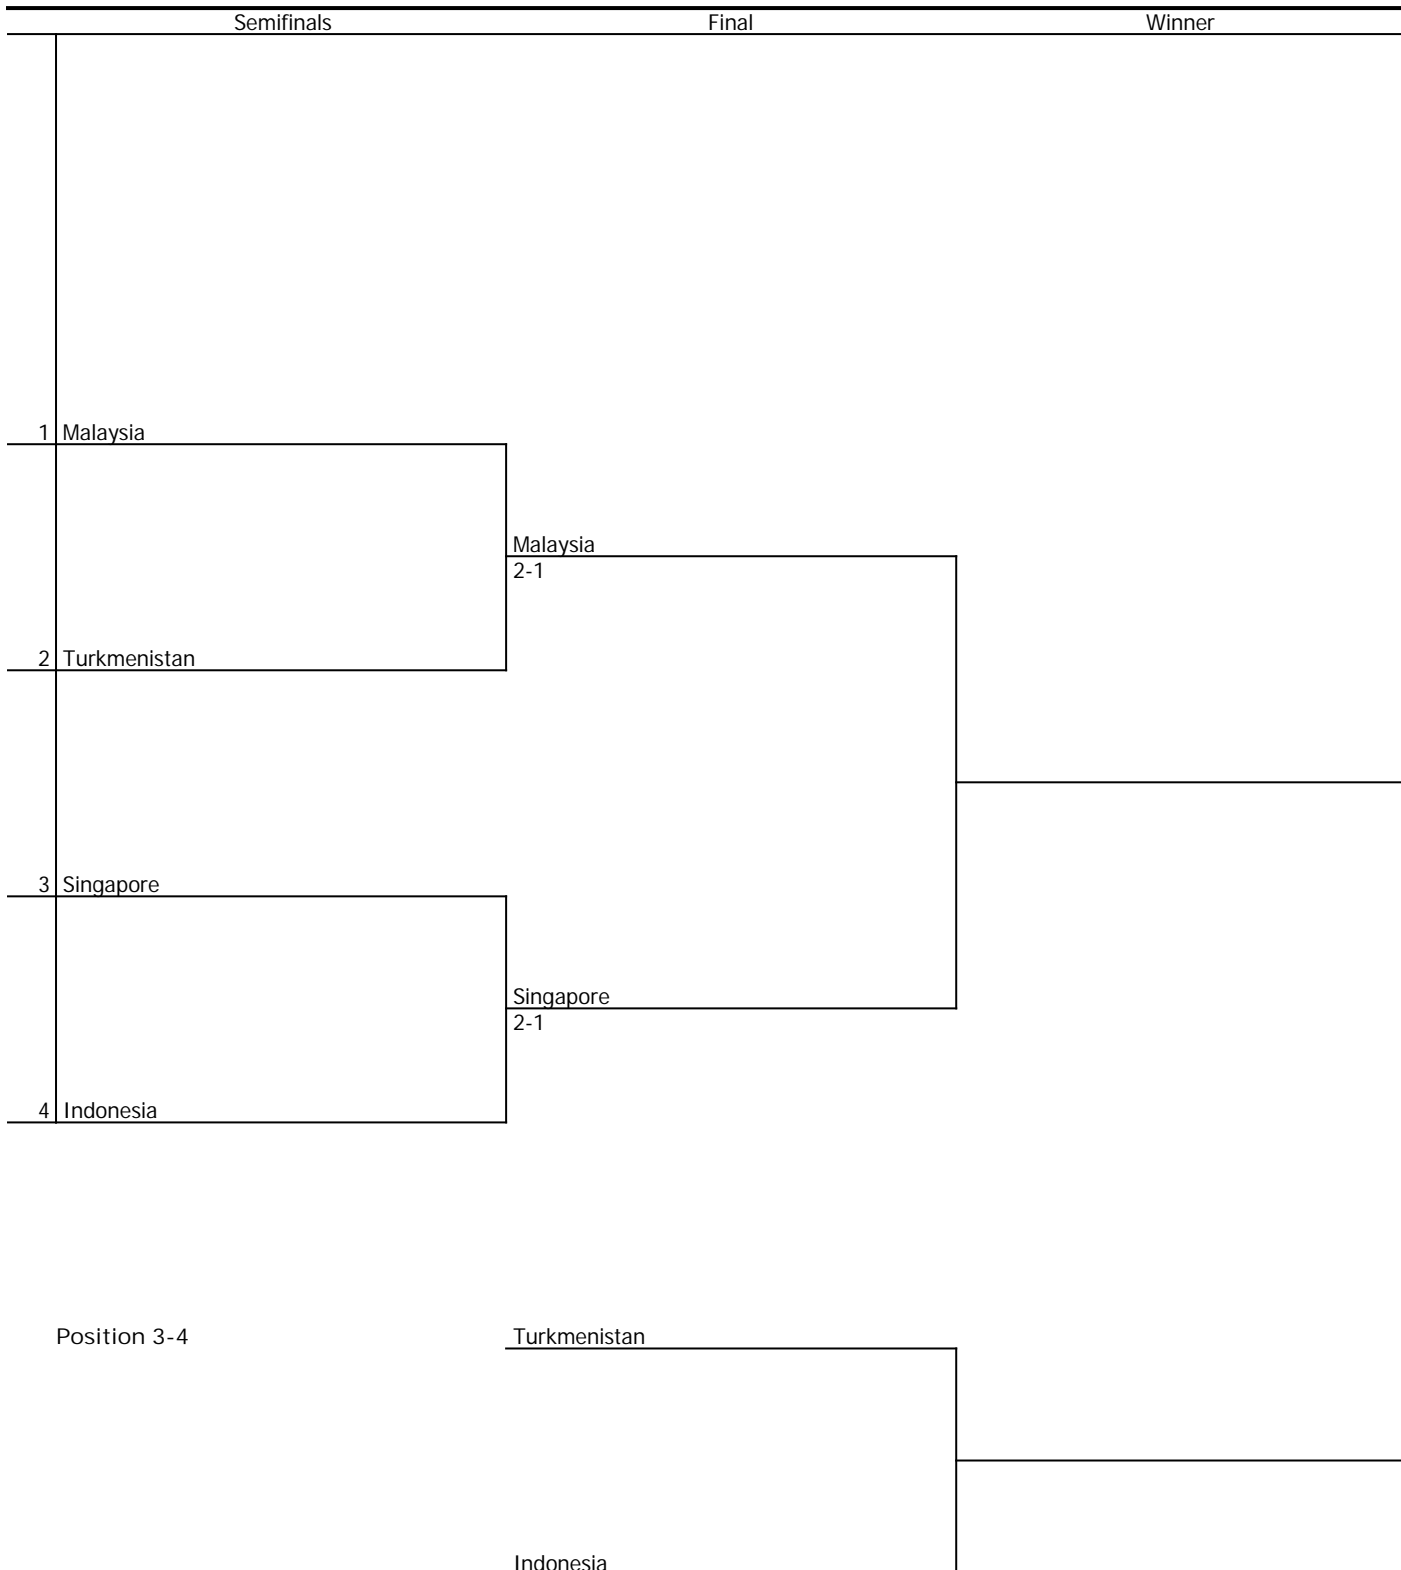 Semifinals Final Winner
1 Malaysia
Malaysia
2-1
2 Turkmenistan
3 Singapore
Singapore
2-1
4 Indonesia
Position 3-4 Turkmenistan
Indonesia